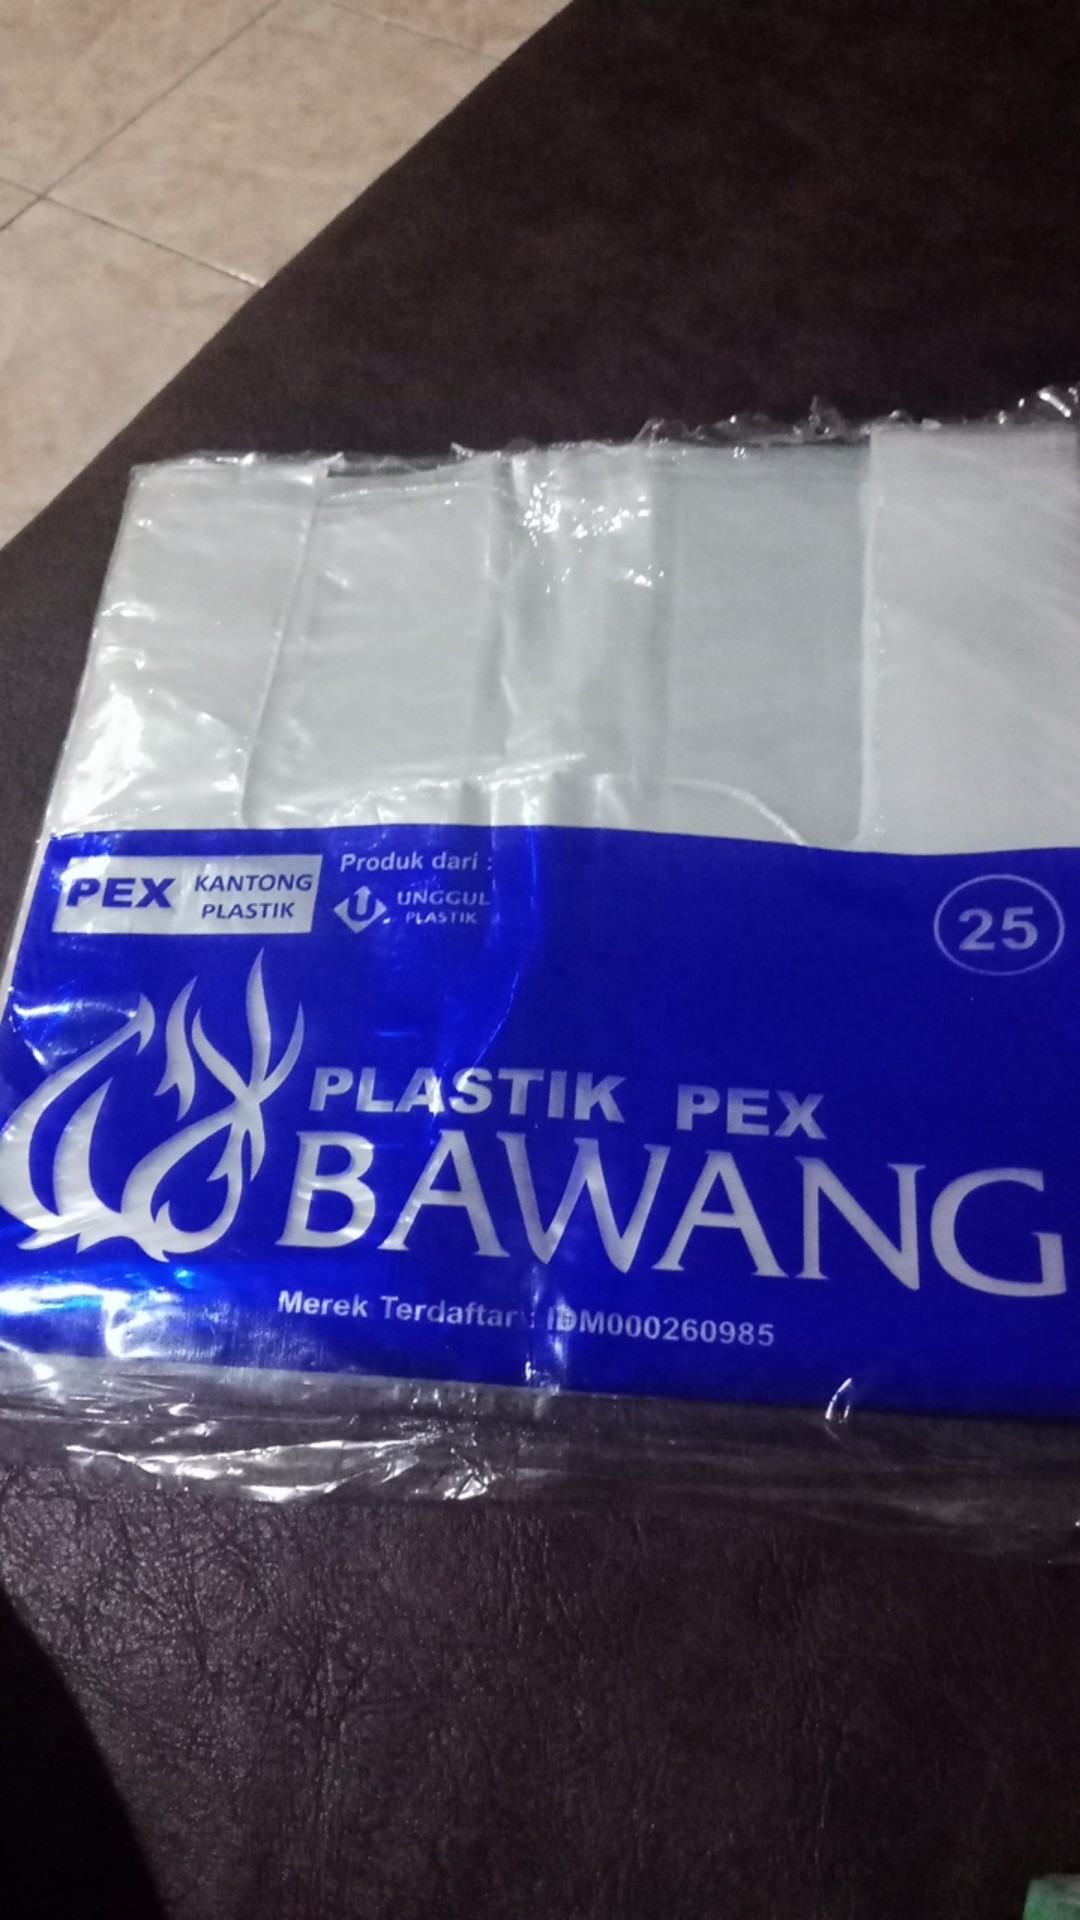 PEX KANTONG
PLASTIK
Produk dari :
U UNGGUL
PLASTIK
25
PLASTIK PEX
BAWANG
Merek Terdaftar : IDM000260985